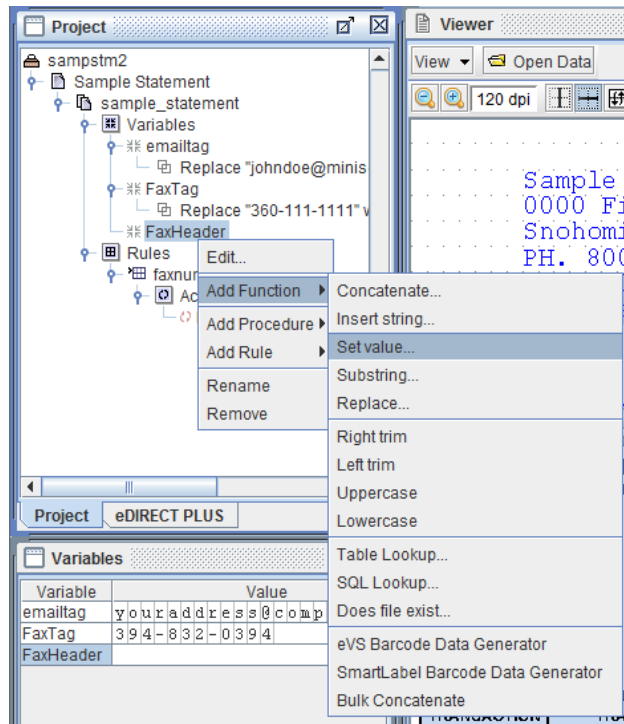 Project
sampstm2
Sample Statement
sample_statement
Variables
emailtag
Replace "johndoe@minis
FaxTag
Replace "360-111-1111" w
FaxHeader
Rules
faxnur
Ac
Edit...
Add Function
Add Procedure
Add Rule
Rename
Remove
Concatenate...
Insert string...
Set value...
Substring...
Replace...
Right trim
Left trim
Uppercase
Lowercase
Table Lookup...
SQL Lookup...
Does file exist...
eVS Barcode Data Generator
SmartLabel Barcode Data Generator
Bulk Concatenate
Project eDIRECT PLUS
Variables
Variable Value
emailtag youraddress@comp
FaxTag 394-832-0394
FaxHeader
Viewer
View Open Data
120 dpi
Sample
0000 Fi
Snohomi
PH. 800